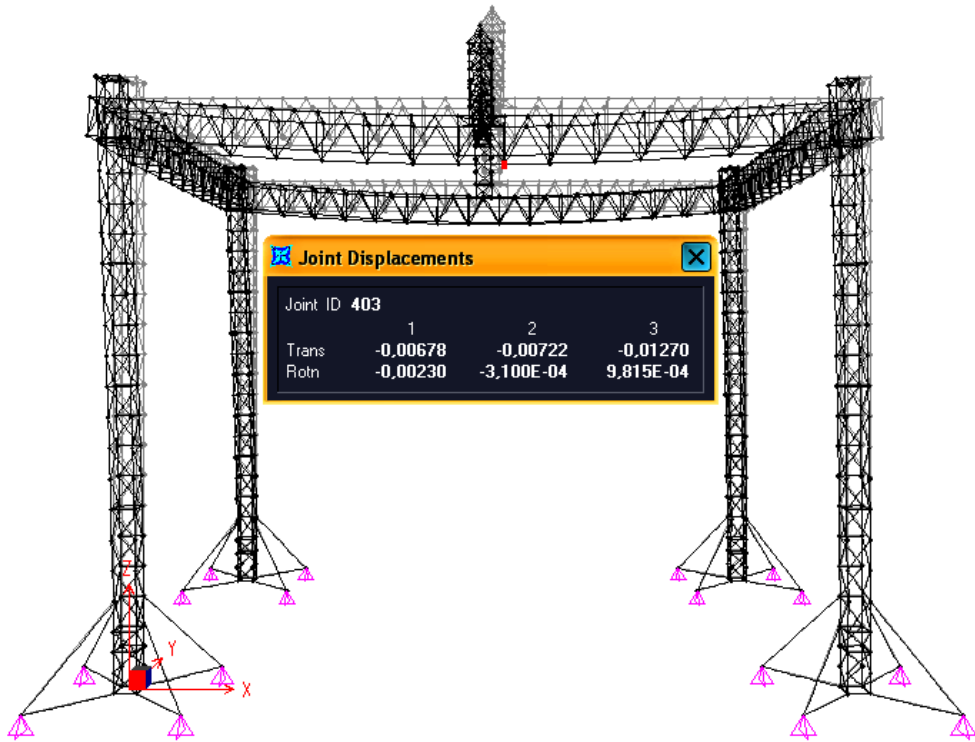 Joint Displacements
Joint ID 403
1 2 3
Trans -0,00678 -0,00722 -0,01270
Rotn -0,00230 -3,100E-04 9,815E-04
Z
Y
X